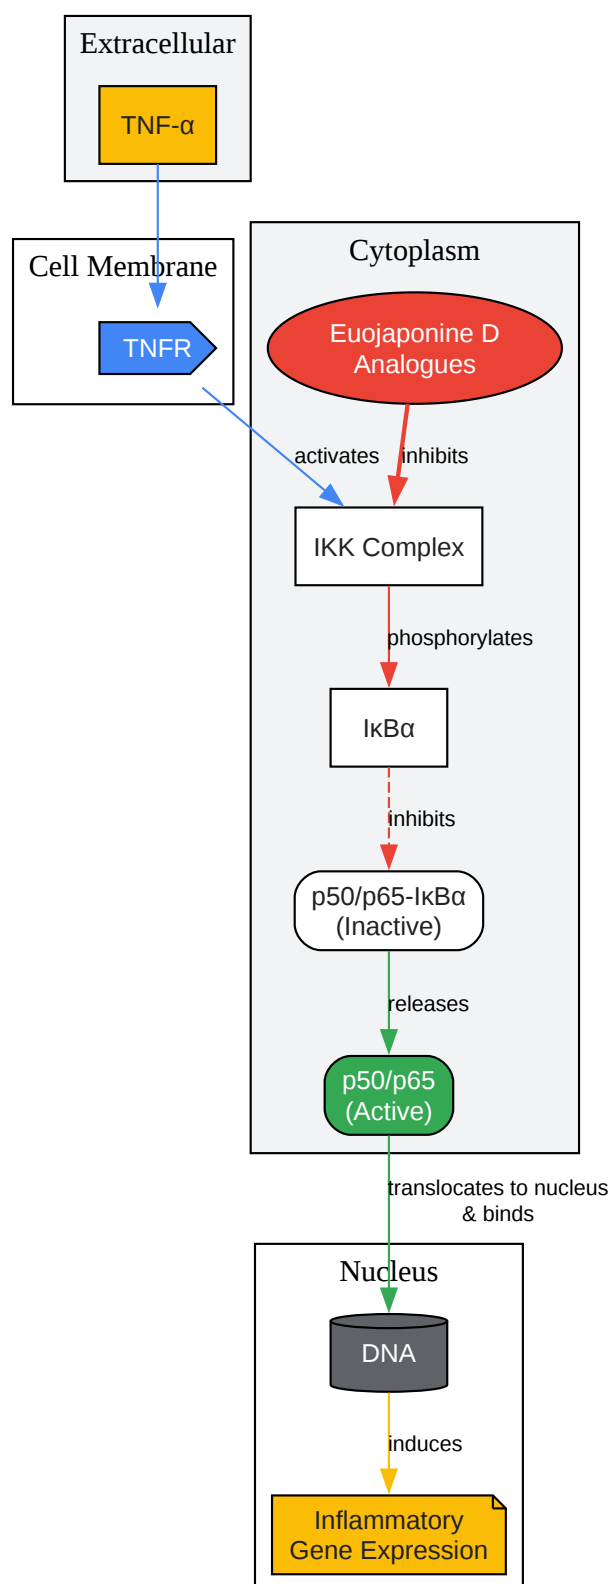 Extracellular
TNF-α
Cell Membrane
TNFR
Cytoplasm
Euojaponine D
Analogues
activates
inhibits
IKK Complex
phosphorylates
IκBα
inhibits
p50/p65-IκBα
(Inactive)
releases
p50/p65
(Active)
translocates to nucleus
& binds
Nucleus
DNA
induces
Inflammatory
Gene Expression